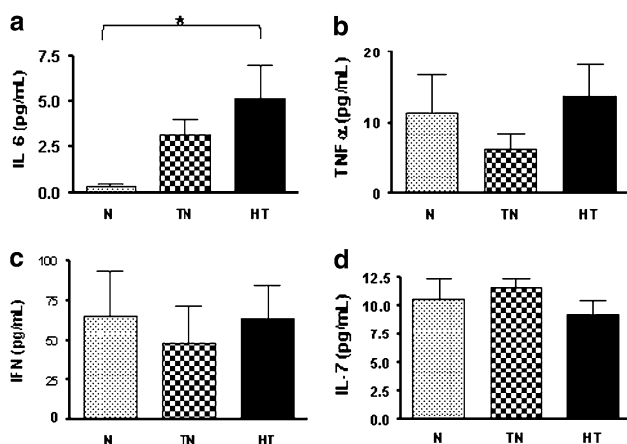 a
*
IL 6 (pg/mL)
7.5
5.0
2.5
0.0
N TN HT
b
TNF α (pg/mL)
20
10
0
N TN HT
c
IFN (pg/mL)
100
75
50
25
0
N TN HT
d
IL-7 (pg/mL)
12.5
10.0
7.5
5.0
2.5
0.0
N TN HT